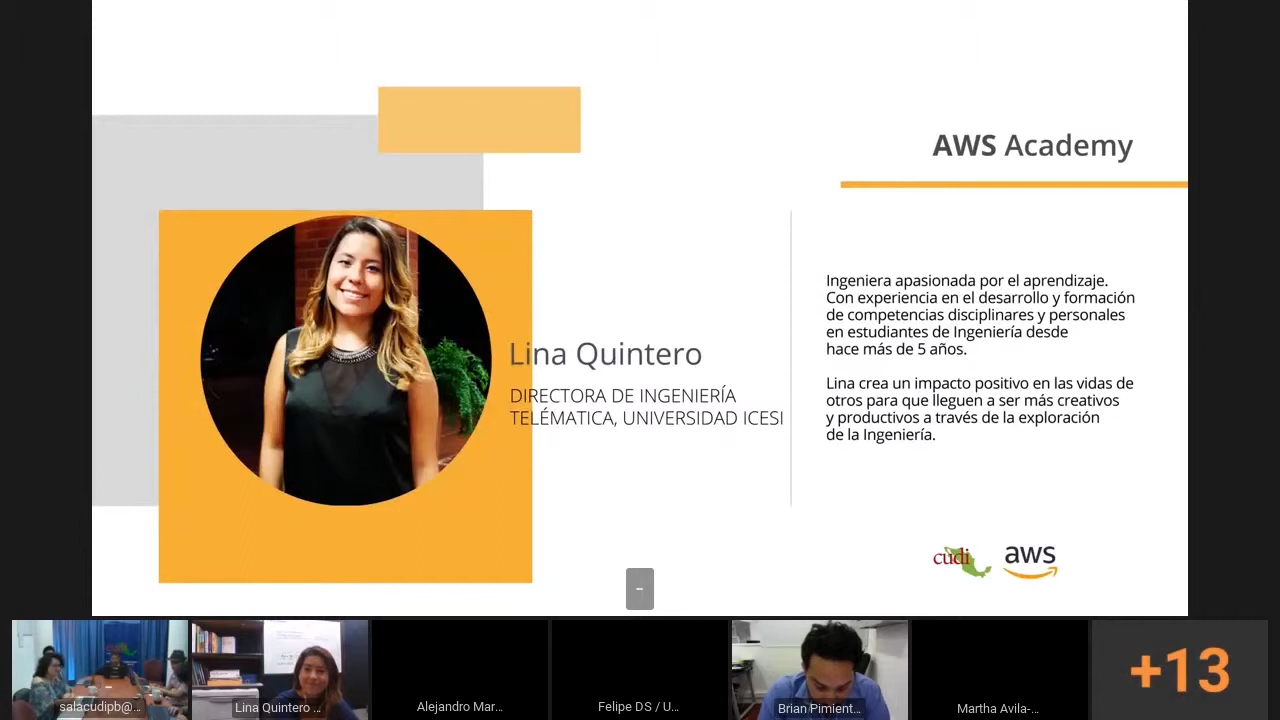 AWS Academy
Ingeniera apasionada por el aprendizaje.
Con experiencia en el desarrollo y formación
de competencias disciplinares y personales
en estudiantes de Ingeniería desde
hace más de 5 años.
Lina crea un impacto positivo en las vidas de
otros para que lleguen a ser más creativos
y productivos a través de la exploración
de la Ingeniería.
Lina Quintero
DIRECTORA DE INGENIERÍA
TELÉMATICA, UNIVERSIDAD ICESI
cudi
aws
-
salacudipb@...
Lina Quintero ...
Alejandro Mar...
Felipe DS / U...
Brian Pimient...
Martha Avila-...
+13